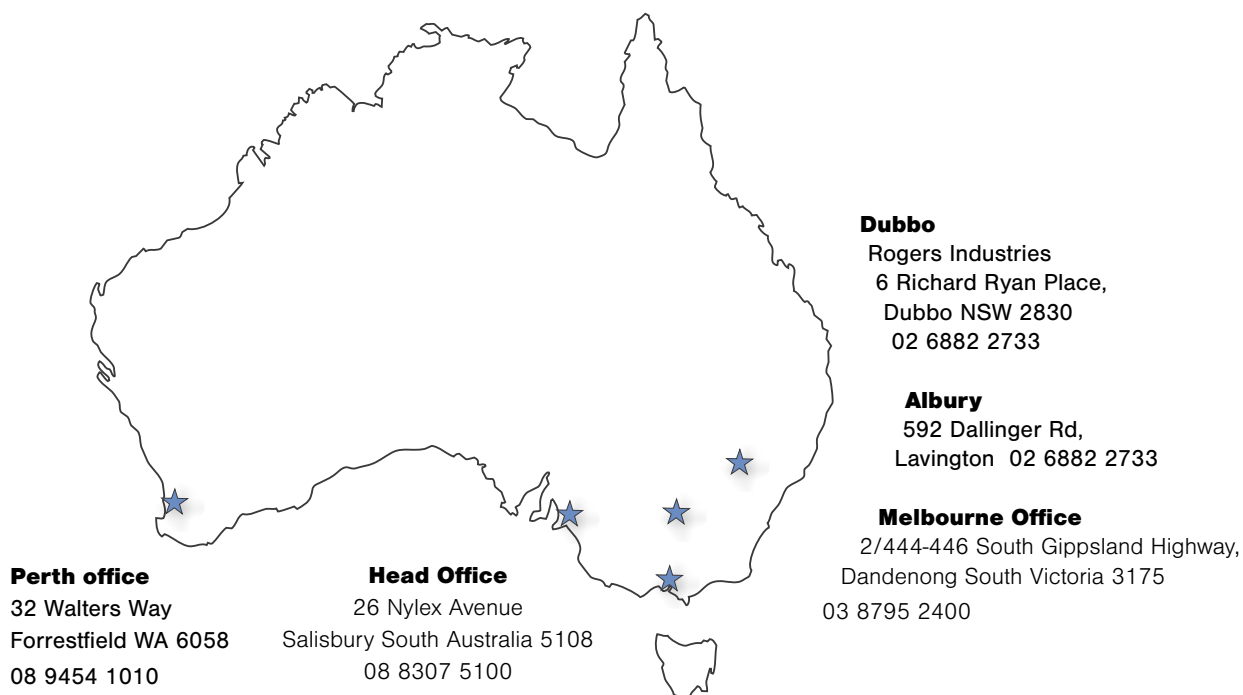 Dubbo
Rogers Industries
6 Richard Ryan Place,
Dubbo NSW 2830
02 6882 2733
Albury
592 Dallinger Rd,
Lavington 02 6882 2733
Melbourne Office
2/444-446 South Gippsland Highway,
Dandenong South Victoria 3175
03 8795 2400
Perth office
32 Walters Way
Forrestfield WA 6058
08 9454 1010
Head Office
26 Nylex Avenue
Salisbury South Australia 5108
08 8307 5100